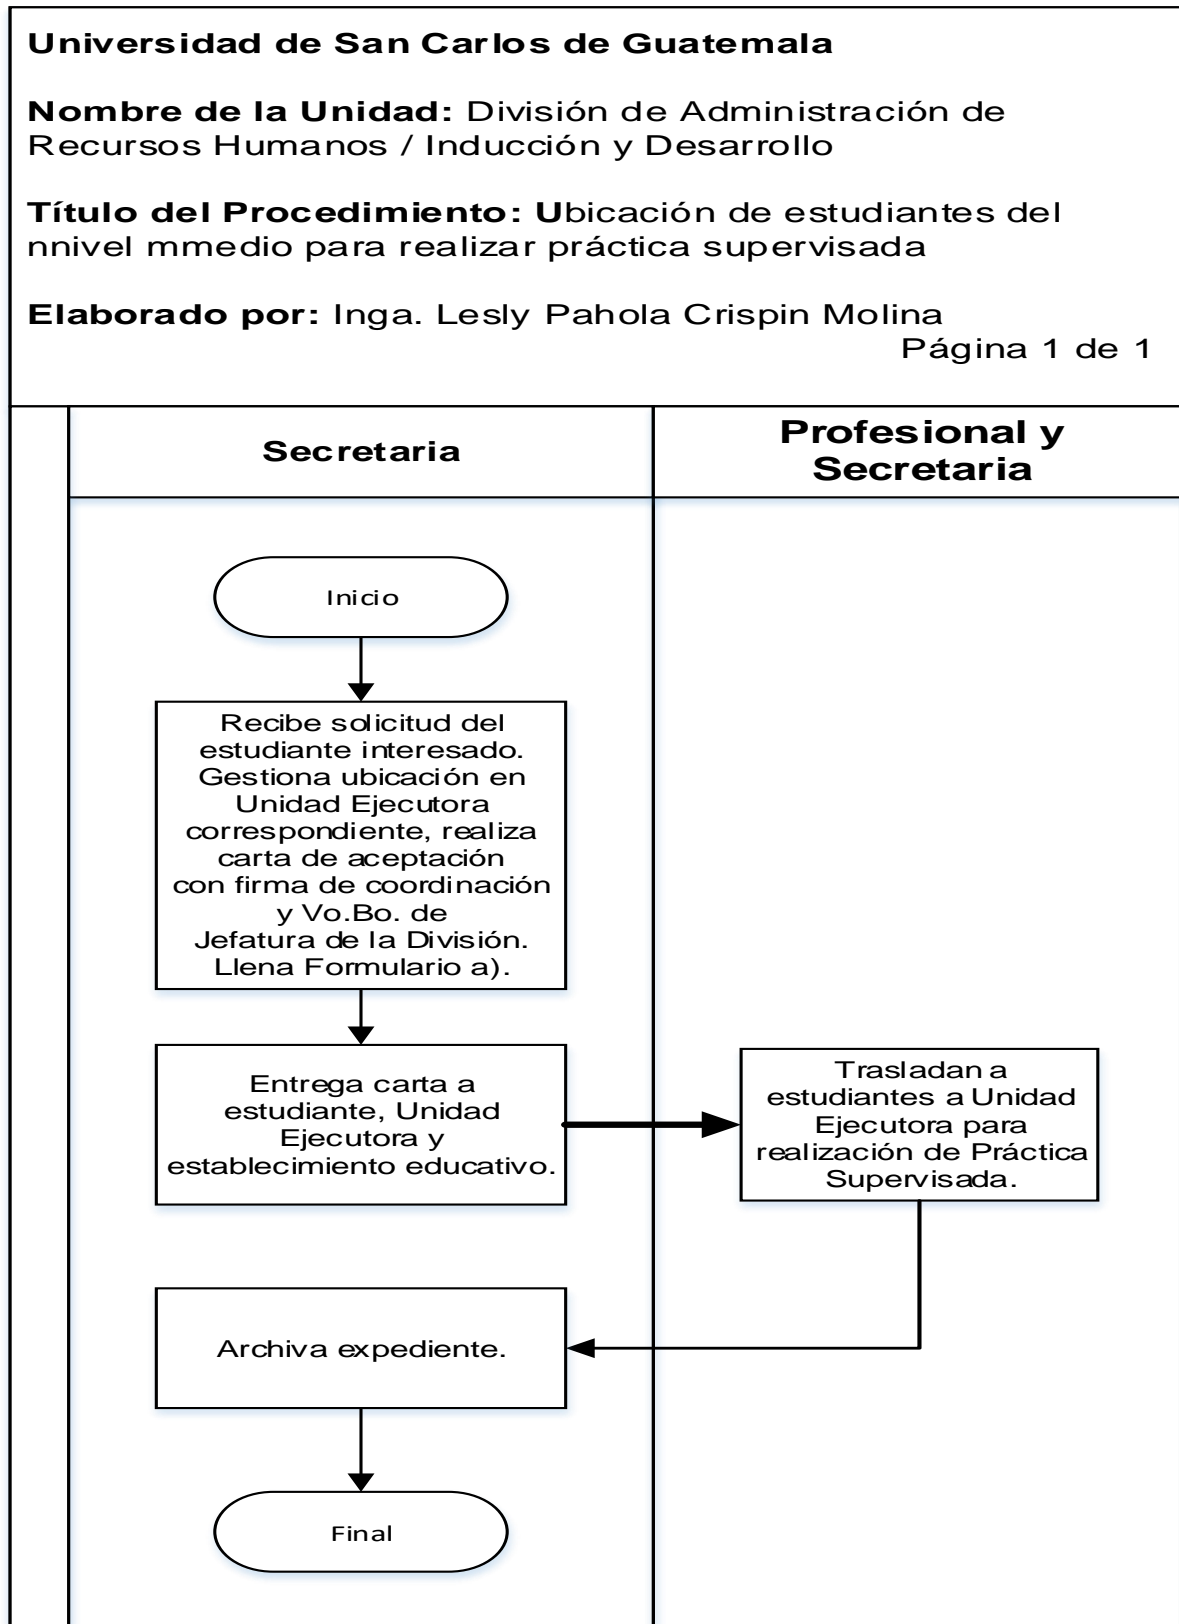 Universidad de San Carlos de Guatemala
Nombre de la Unidad: División de Administración de
Recursos Humanos / Inducción y Desarrollo
Título del Procedimiento: Ubicación de estudiantes del
nnivel mmedio para realizar práctica supervisada
Elaborado por: Inga. Lesly Pahola Crispin Molina
Página 1 de 1
Secretaria
Profesional y
Secretaria
Inicio
Recibe solicitud del
estudiante interesado.
Gestiona ubicación en
Unidad Ejecutora
correspondiente, realiza
carta de aceptación
con firma de coordinación
y Vo.Bo. de
Jefatura de la División.
Llena Formulario a).
Entrega carta a
estudiante, Unidad
Ejecutora y
establecimiento educativo.
Trasladan a
estudiantes a Unidad
Ejecutora para
realización de Práctica
Supervisada.
Archiva expediente.
Final